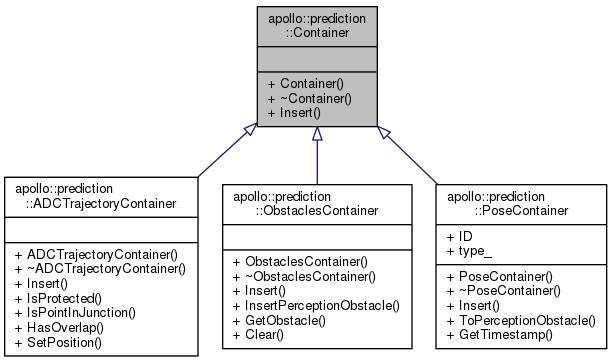 apollo::prediction
::Container
+ Container()
+ ~Container()
+ Insert()
apollo::prediction
::ADCTrajectoryContainer
+ ADCTrajectoryContainer()
+ ~ADCTrajectoryContainer()
+ Insert()
+ IsProtected()
+ IsPointInJunction()
+ HasOverlap()
+ SetPosition()
apollo::prediction
::ObstaclesContainer
+ ObstaclesContainer()
+ ~ObstaclesContainer()
+ Insert()
+ InsertPerceptionObstacle()
+ GetObstacle()
+ Clear()
apollo::prediction
::PoseContainer
+ ID
+ type_
+ PoseContainer()
+ ~PoseContainer()
+ Insert()
+ ToPerceptionObstacle()
+ GetTimestamp()